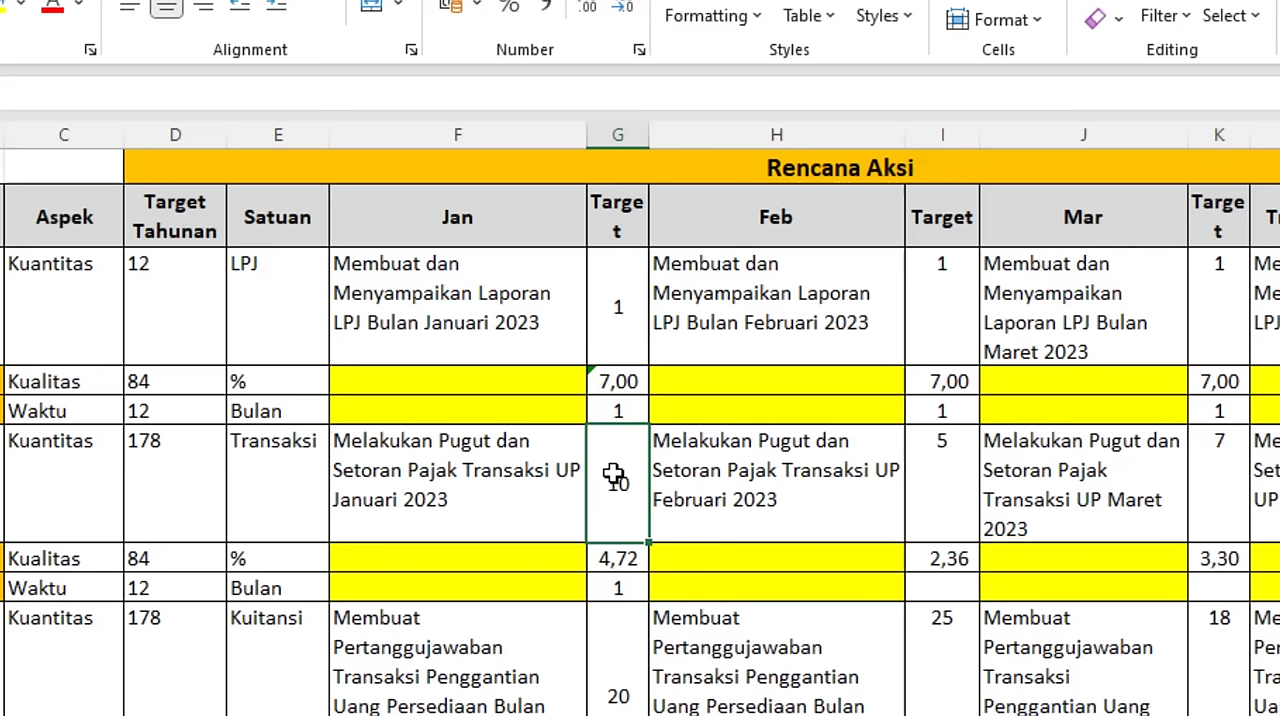 Formatting Table Styles Format Filter Select
Alignment Number Styles Cells Editing
C D E F G H I J K
Rencana Aksi
Aspek Target Tahunan Satuan Jan Target Feb Target Mar Target
Kuantitas 12 LPJ Membuat dan Menyampaikan Laporan LPJ Bulan Januari 2023 1 Membuat dan Menyampaikan Laporan LPJ Bulan Februari 2023 1 Membuat dan Menyampaikan Laporan LPJ Bulan Maret 2023 1
Kualitas 84 % 7,00 7,00 7,00
Waktu 12 Bulan 1 1 1
Kuantitas 178 Transaksi Melakukan Pugut dan Setoran Pajak Transaksi UP Januari 2023 10 Melakukan Pugut dan Setoran Pajak Transaksi UP Februari 2023 5 Melakukan Pugut dan Setoran Pajak Transaksi UP Maret 2023 7
Kualitas 84 % 4,72 2,36 3,30
Waktu 12 Bulan 1
Kuantitas 178 Kuitansi Membuat Pertanggujawaban Transaksi Penggantian Uang Persediaan Bulan 20 Membuat Pertanggujawaban Transaksi Penggantian Uang Persediaan Bulan 25 Membuat Pertanggujawaban Transaksi Penggantian Uang 18